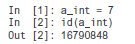 In  [1]: a_int = 7
In  [2]: id(a_int)
Out [2]: 16790848